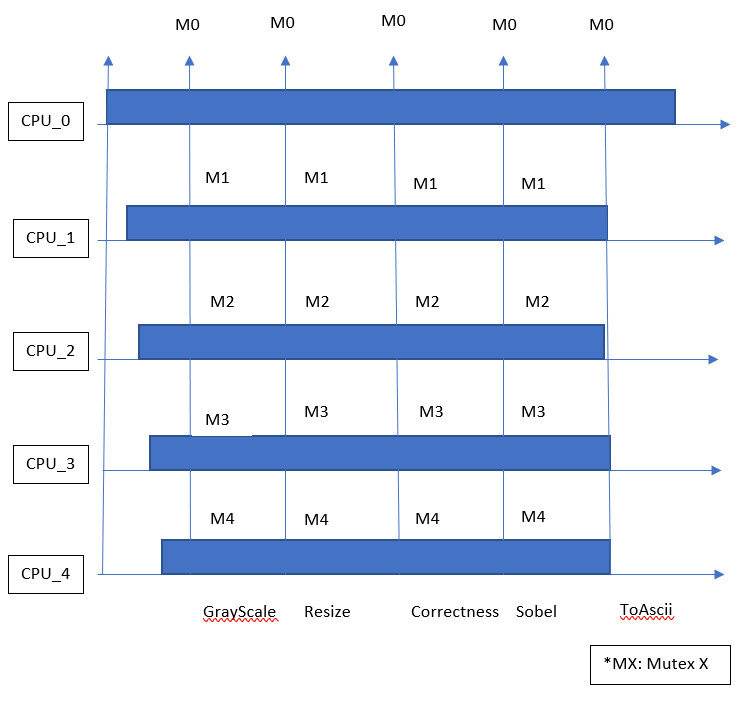 M0 M0 M0 M0 M0
CPU_0
M1 M1 M1 M1
CPU_1
M2 M2 M2 M2
CPU_2
M3 M3 M3 M3
CPU_3
M4 M4 M4 M4
CPU_4
GrayScale Resize Correctness Sobel ToAscii
*MX: Mutex X